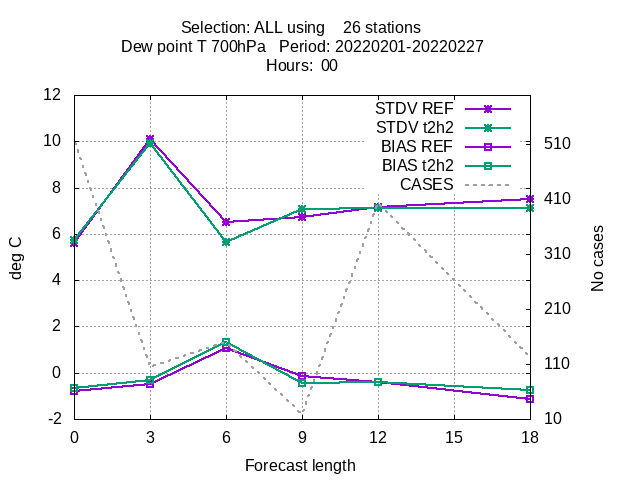 Selection: ALL using 26 stations
Dew point T 700hPa Period: 20220201-20220227
Hours: 00
STDV REF
STDV t2h2
BIAS REF
BIAS t2h2
CASES
12
10
8
6
4
2
0
-2
deg C
510
410
310
210
110
10
No cases
0 3 6 9 12 15 18
Forecast length